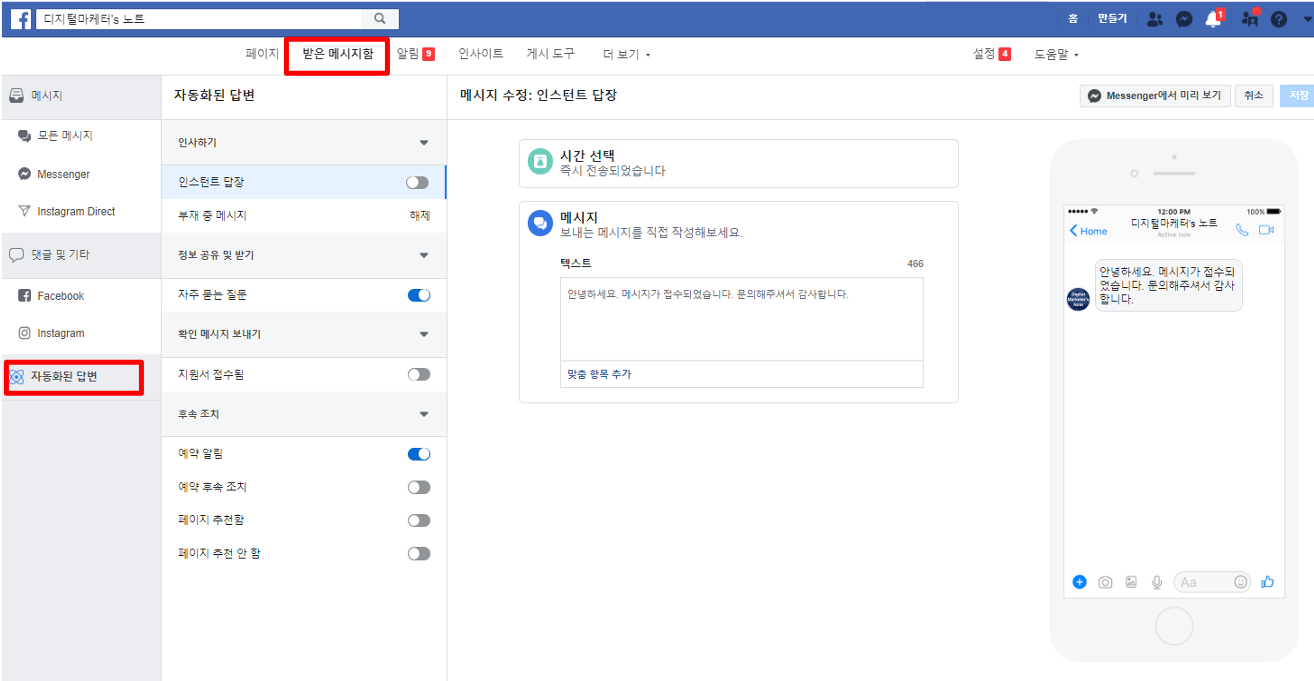 디지털마케터's 노트
홈 만들기 1
페이지 받은 메시지함 알림 9 인사이트 게시 도구 더 보기 설정 4 도움말
메시지
모든 메시지
Messenger
Instagram Direct
댓글 및 기타
Facebook
Instagram
자동화된 답변
자동화된 답변
인사하기
인스턴트 답장
부재 중 메시지 해제
정보 공유 및 받기
자주 묻는 질문
확인 메시지 보내기
지원서 접수됨
후속 조치
예약 알림
예약 후속 조치
페이지 추천함
페이지 추천 안 함
메시지 수정: 인스턴트 답장
Messenger에서 미리 보기 취소 저장
시간 선택
즉시 전송되었습니다
메시지
보내는 메시지를 직접 작성해보세요.
텍스트 466
안녕하세요. 메시지가 접수되었습니다. 문의해주셔서 감사합니다.
맞춤 항목 추가
12:00 PM 100%
Home 디지털마케터's 노트
Active now
안녕하세요. 메시지가 접수되
었습니다. 문의해주셔서 감사
합니다.
Digital
Marketer's
Note
Aa